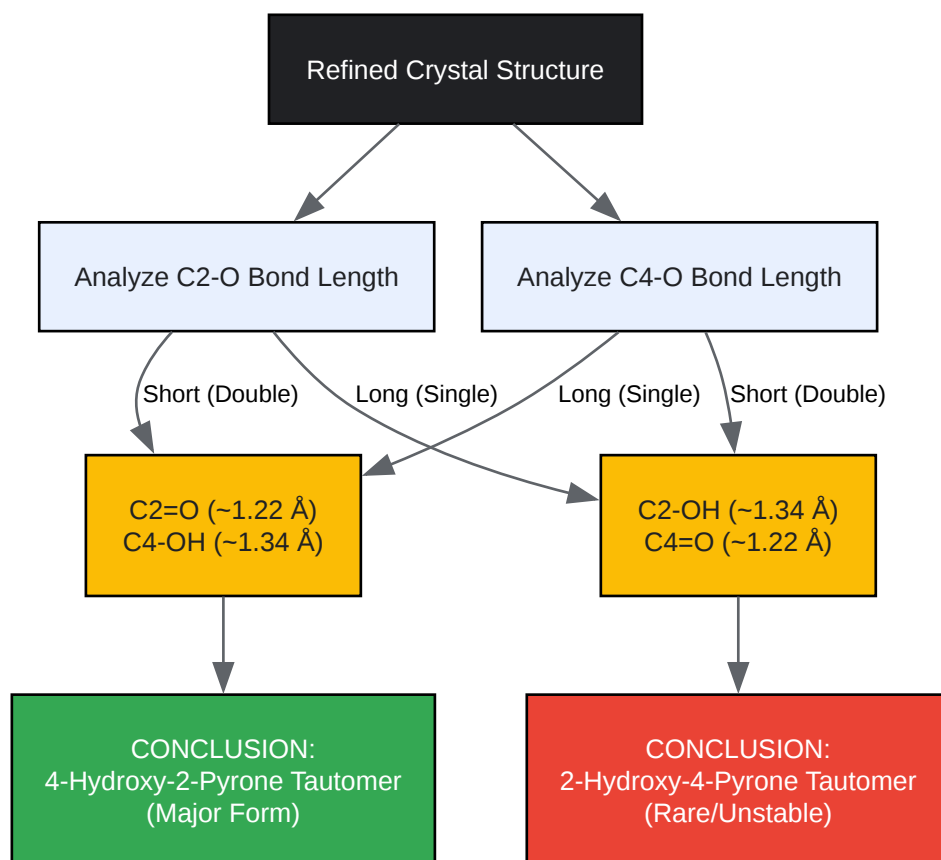 Refined Crystal Structure
Analyze C2-O Bond Length
Analyze C4-O Bond Length
Short (Double)
Long (Single)
Long (Single)
Short (Double)
C2=O (~1.22 Å)
C4-OH (~1.34 Å)
C2-OH (~1.34 Å)
C4=O (~1.22 Å)
CONCLUSION:
4-Hydroxy-2-Pyrone Tautomer
(Major Form)
CONCLUSION:
2-Hydroxy-4-Pyrone Tautomer
(Rare/Unstable)